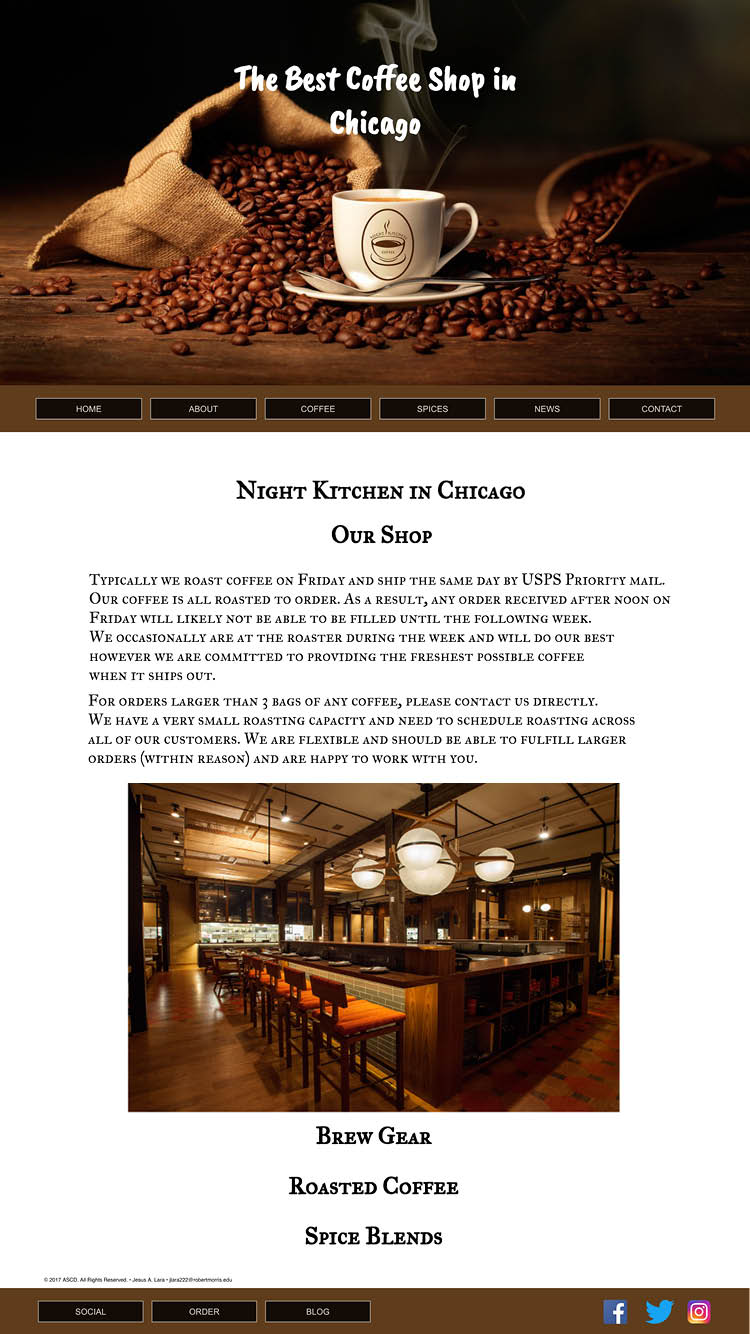 The Best Coffee Shop in
Chicago
COFFEE
HOME
ABOUT
COFFEE
SPICES
NEWS
CONTACT
Night Kitchen in Chicago
Our Shop
Typically we roast coffee on Friday and ship the same day by USPS Priority mail.
Our coffee is all roasted to order. As a result, any order received after noon on
Friday will likely not be able to be filled until the following week.
We occasionally are at the roaster during the week and will do our best
however we are committed to providing the freshest possible coffee
when it ships out.
For orders larger than 3 bags of any coffee, please contact us directly.
We have a very small roasting capacity and need to schedule roasting across
all of our customers. We are flexible and should be able to fulfill larger
orders (within reason) and are happy to work with you.
Brew Gear
Roasted Coffee
Spice Blends
© 2017 ASCD. All Rights Reserved. • Jesus A. Lara • jlara222@robertmorris.edu
SOCIAL
ORDER
BLOG